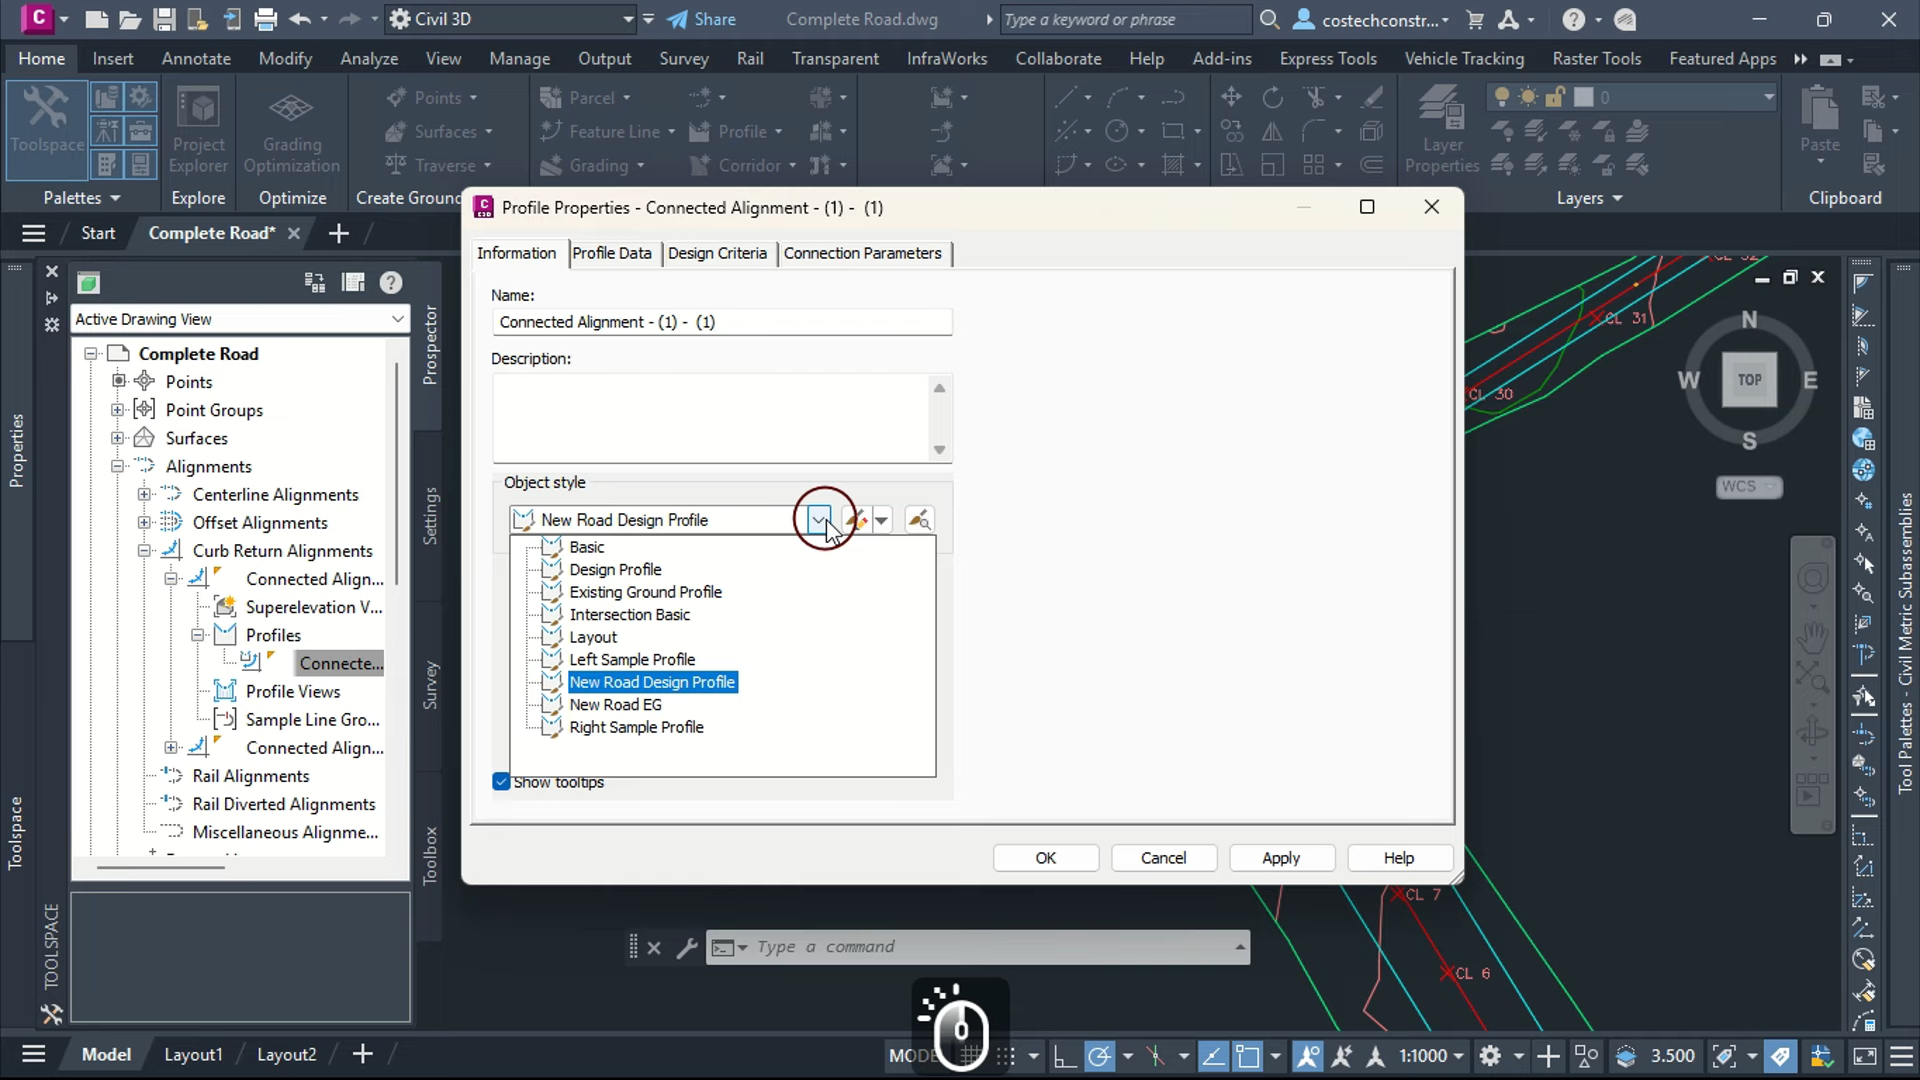 C
Civil 3D
Share
Complete Road.dwg
Type a keyword or phrase
costechconstr...
?
Home
Insert
Annotate
Modify
Analyze
View
Manage
Output
Survey
Rail
Transparent
InfraWorks
Collaborate
Help
Add-ins
Express Tools
Vehicle Tracking
Raster Tools
Featured Apps
Toolspace
Project Explorer
Grading Optimization
Points
Surfaces
Traverse
Parcel
Feature Line
Grading
Profile
Corridor
Layer Properties
0
Paste
Palettes
Explore
Optimize
Create Groun
Layers
Clipboard
Start
Complete Road*
Active Drawing View
Complete Road
Points
Point Groups
Surfaces
Alignments
Centerline Alignments
Offset Alignments
Curb Return Alignments
Connected Align...
Superelevation V...
Profiles
Connecte...
Profile Views
Sample Line Gro...
Connected Align...
Rail Alignments
Rail Diverted Alignments
Miscellaneous Alignme...
Properties
Toolspace
TOOLSPACE
Prospector
Settings
Survey
Toolbox
Profile Properties - Connected Alignment - (1) - (1)
Information
Profile Data
Design Criteria
Connection Parameters
Name:
Connected Alignment - (1) - (1)
Description:
Object style
New Road Design Profile
Basic
Design Profile
Existing Ground Profile
Intersection Basic
Layout
Left Sample Profile
New Road Design Profile
New Road EG
Right Sample Profile
Show tooltips
OK
Cancel
Apply
Help
CL 32
CL 31
CL 30
CL 7
CL 6
N
W
TOP
E
S
WCS
Tool Palettes - Civil Metric Subassemblies
Type a command
Model
Layout1
Layout2
MODE
1:1000
3.500